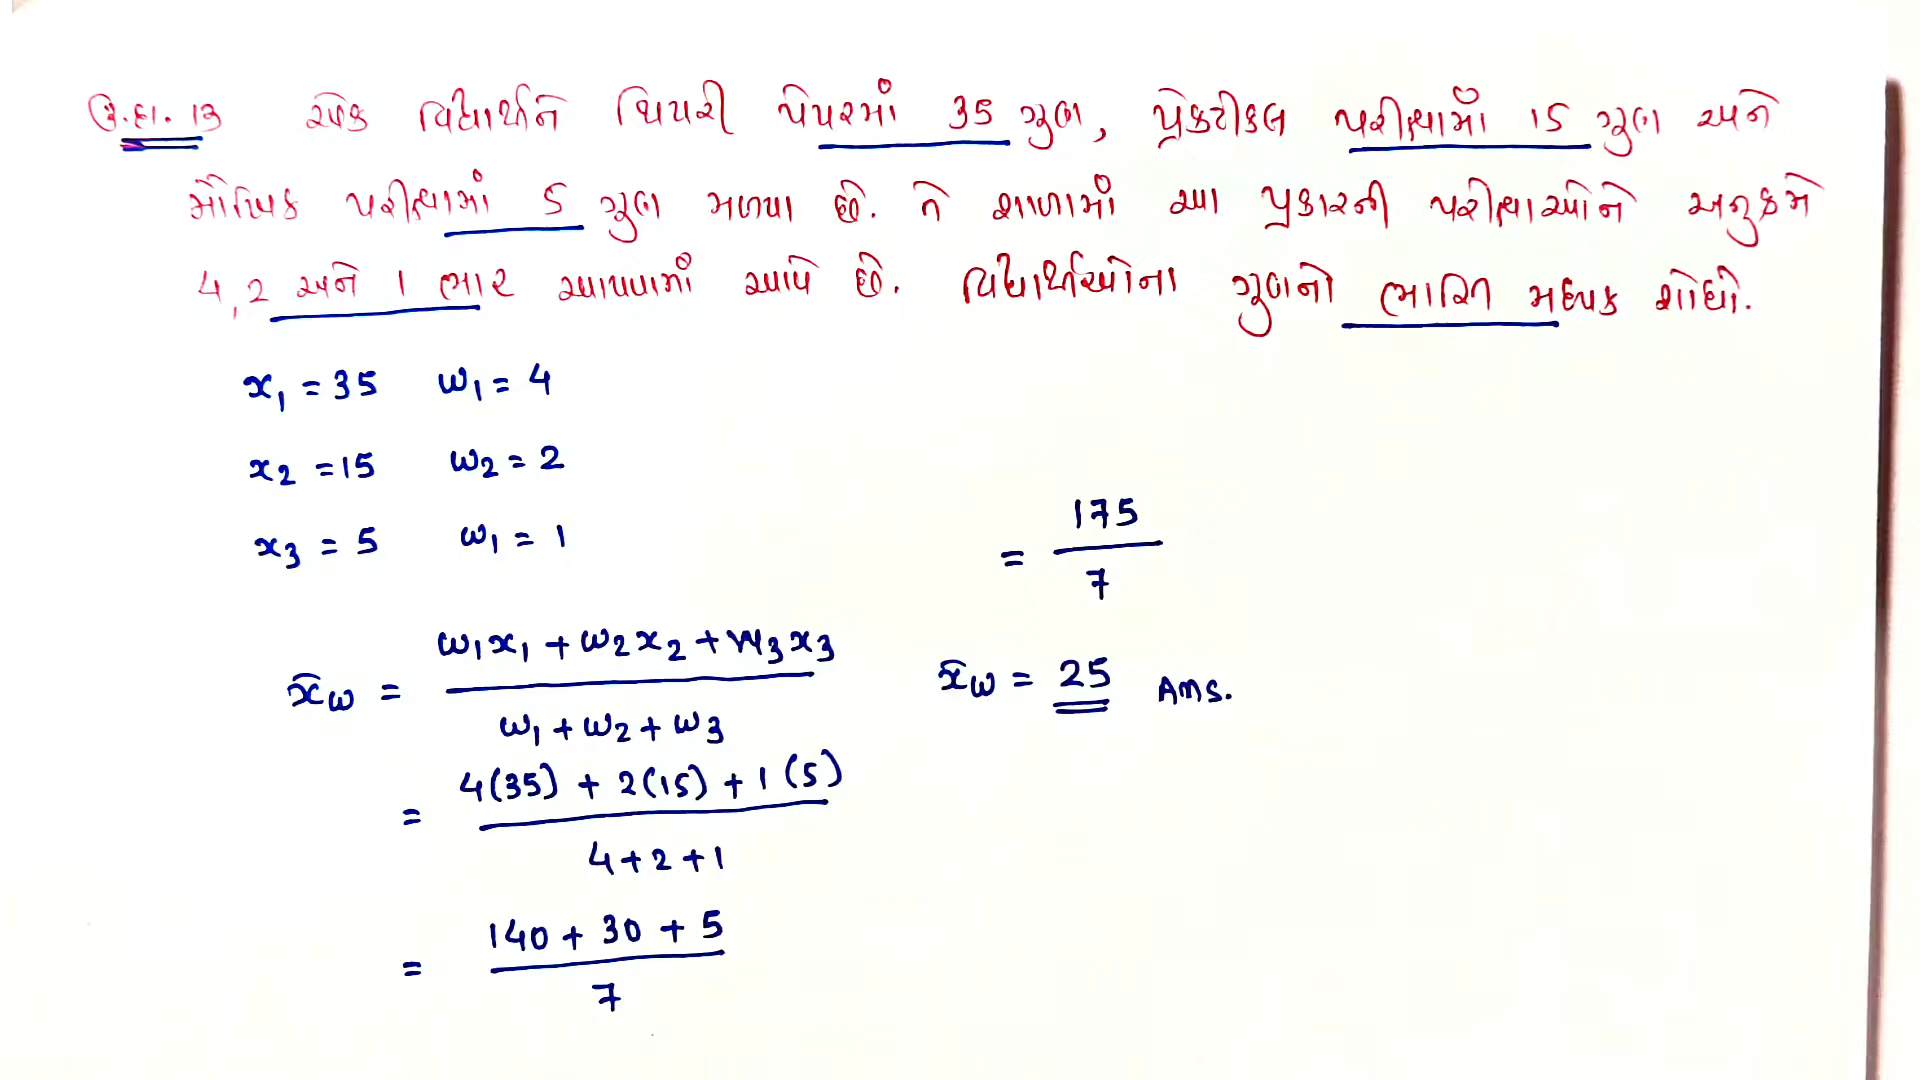 ઉ.દા. 13 એક વિદ્યાર્થીને થિયરી પેપરમાં 35 ગુણ, પ્રેકટીકલ પરીક્ષામાં 15 ગુણ અને
મૌખિક પરીક્ષામાં 5 ગુણ મળ્યા છે. તે શાળામાં આ પ્રકારની પરીક્ષાઓને અનુક્રમે
4, 2 અને 1 ભાર આપવામાં આવે છે. વિદ્યાર્થીઓના ગુણનો ભારિત મધ્યક શોધો.
x₁ = 35 w₁ = 4
x₂ = 15 w₂ = 2
x₃ = 5 w₁ = 1
x̄w = w₁x₁ + w₂x₂ + w₃x₃
w₁ + w₂ + w₃
= 4(35) + 2(15) + 1(5)
4 + 2 + 1
= 140 + 30 + 5
7
= 175
7
x̄w = 25 Ans.